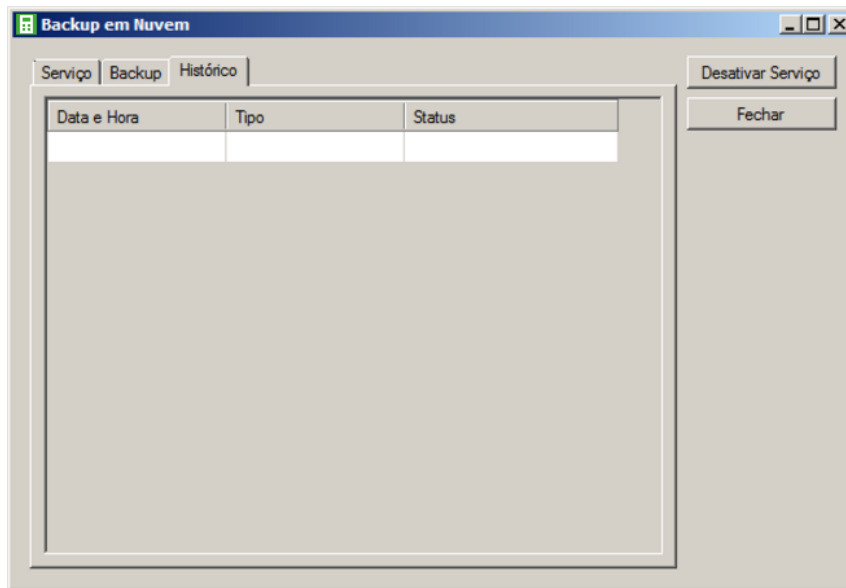 Backup em Nuvem
Serviço Backup Histórico
Desativar Serviço
Fechar
Data e Hora Tipo Status